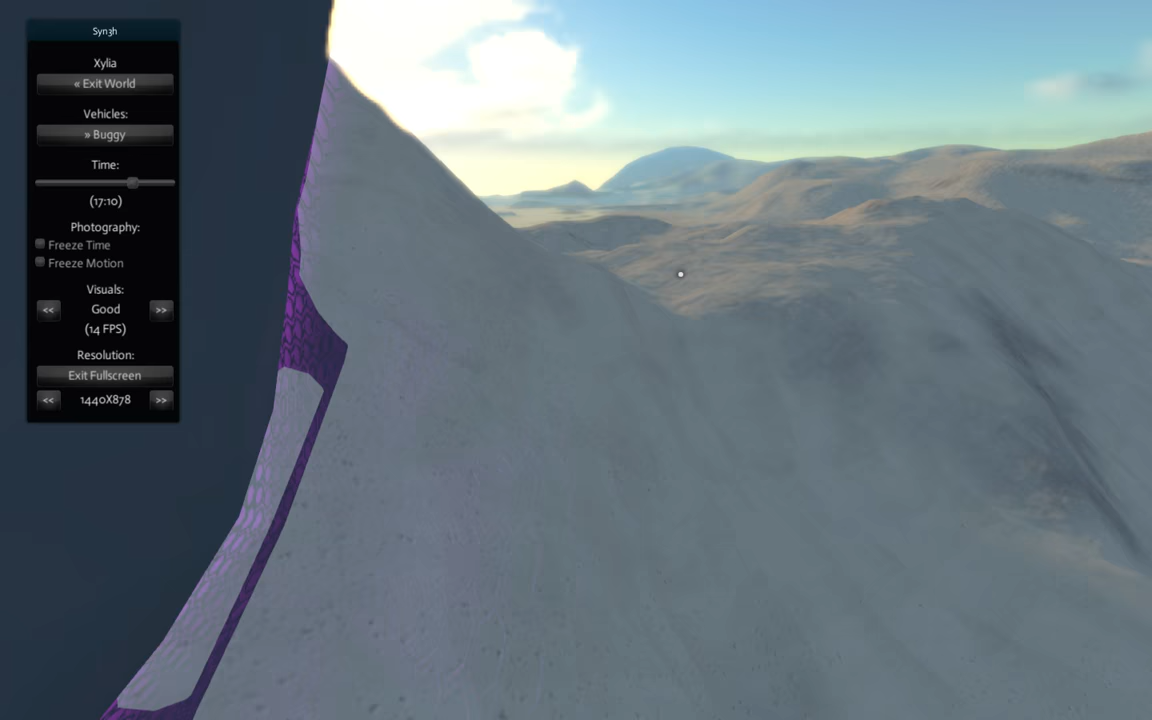 Syn3h
Xylia
« Exit World
Vehicles:
» Buggy
Time:
(17:10)
Photography:
Freeze Time
Freeze Motion
Visuals:
<< Good >>
(14 FPS)
Resolution:
Exit Fullscreen
<< 1440X878 >>